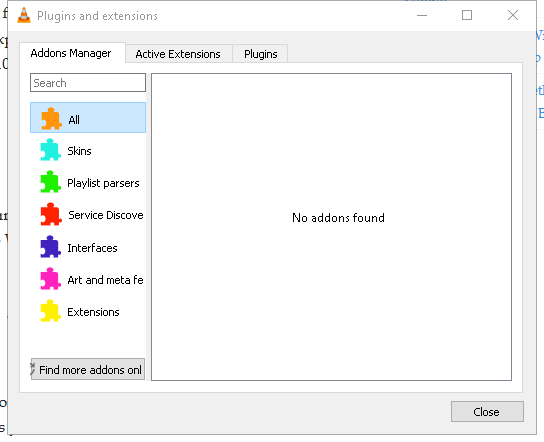 Plugins and extensions
Addons Manager
Active Extensions
Plugins
Search
All
Skins
Playlist parsers
Service Discove
Interfaces
Art and meta fe
Extensions
No addons found
Find more addons onl
Close